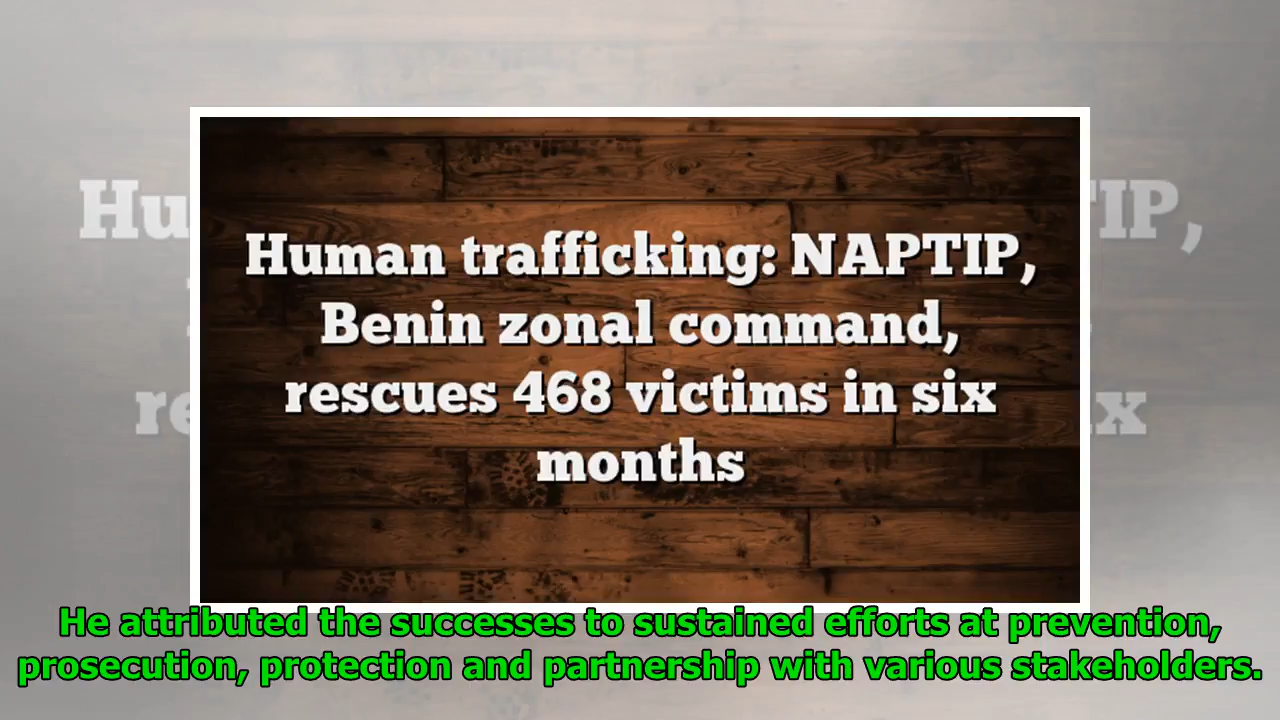 Human trafficking: NAPTIP,
Benin zonal command,
rescues 468 victims in six
months
He attributed the successes to sustained efforts at prevention,
prosecution, protection and partnership with various stakeholders.